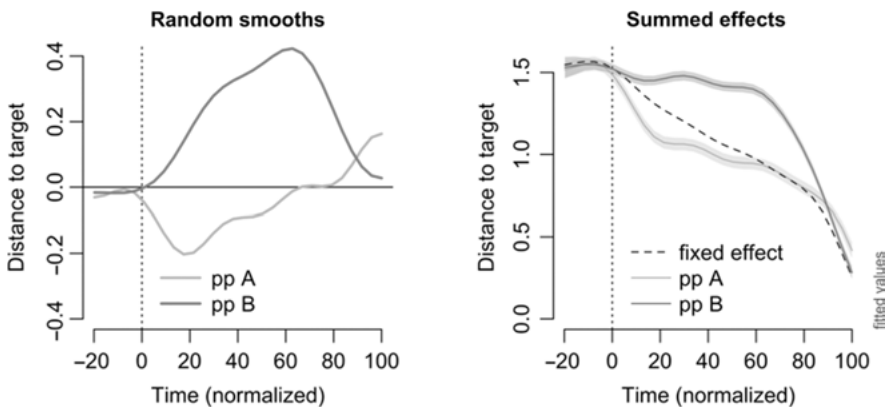 Random smooths
Distance to target
0.4
0.2
0.0
−0.2
−0.4
pp A
pp B
−20 0 20 40 60 80 100
Time (normalized)
Summed effects
Distance to target
1.5
1.0
0.5
0.0
fixed effect
pp A
pp B
−20 0 20 40 60 80 100
Time (normalized)
fitted values